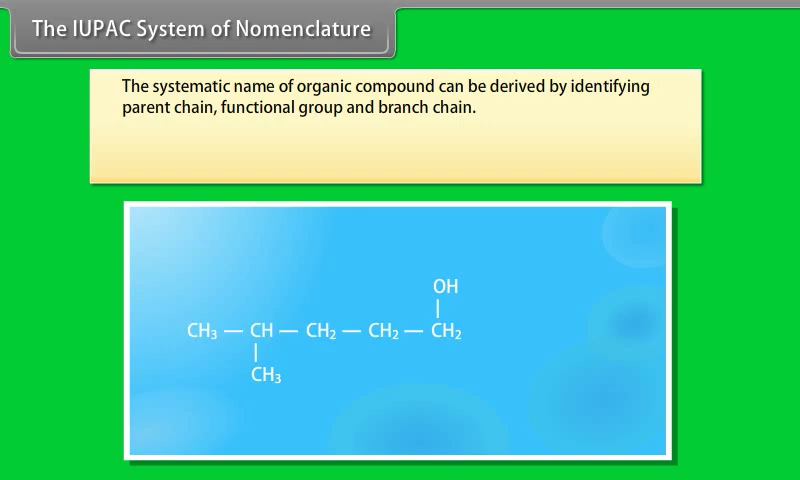 The IUPAC System of Nomenclature
The systematic name of organic compound can be derived by identifying
parent chain, functional group and branch chain.
OH
|
CH₃ — CH — CH₂ — CH₂ — CH₂
|
CH₃